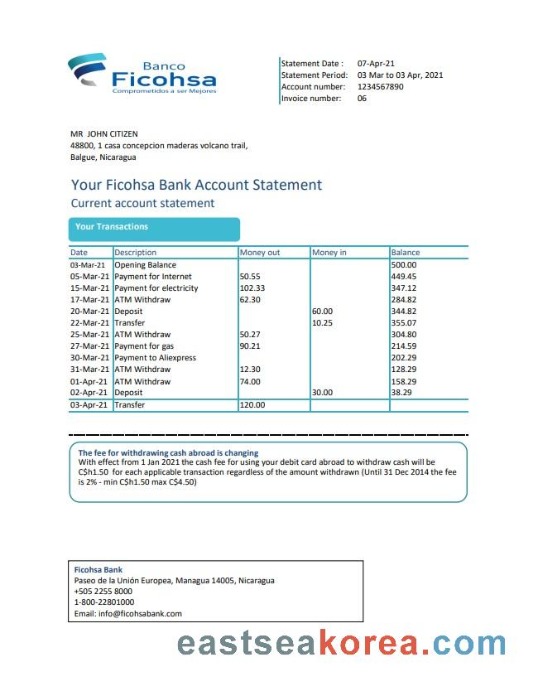 Banco
Ficohsa
Comprometidos a ser Mejores
Statement Date : 07-Apr-21
Statement Period: 03 Mar to 03 Apr, 2021
Account number: 1234567890
Invoice number: 06
MR JOHN CITIZEN
48800, 1 casa concepcion maderas volcano trail,
Balgue, Nicaragua
Your Ficohsa Bank Account Statement
Current account statement
Your Transactions
Date Description Money out Money in Balance
03-Mar-21 Opening Balance 500.00
05-Mar-21 Payment for Internet 50.55 449.45
15-Mar-21 Payment for electricity 102.33 347.12
17-Mar-21 ATM Withdraw 62.30 284.82
20-Mar-21 Deposit 60.00 344.82
22-Mar-21 Transfer 10.25 355.07
25-Mar-21 ATM Withdraw 50.27 304.80
27-Mar-21 Payment for gas 90.21 214.59
30-Mar-21 Payment to Aliexpress 202.29
31-Mar-21 ATM Withdraw 12.30 128.29
01-Apr-21 ATM Withdraw 74.00 158.29
02-Apr-21 Deposit 30.00 38.29
03-Apr-21 Transfer 120.00
The fee for withdrawing cash abroad is changing
With effect from 1 Jan 2021 the cash fee for using your debit card abroad to withdraw cash will be
C$h1.50 for each applicable transaction regardless of the amount withdrawn (Until 31 Dec 2014 the fee
is 2% - min C$h1.50 max C$4.50)
Ficohsa Bank
Paseo de la Unión Europea, Managua 14005, Nicaragua
+505 2255 8000
1-800-22801000
Email: info@ficohsabank.com
eastseakorea.com